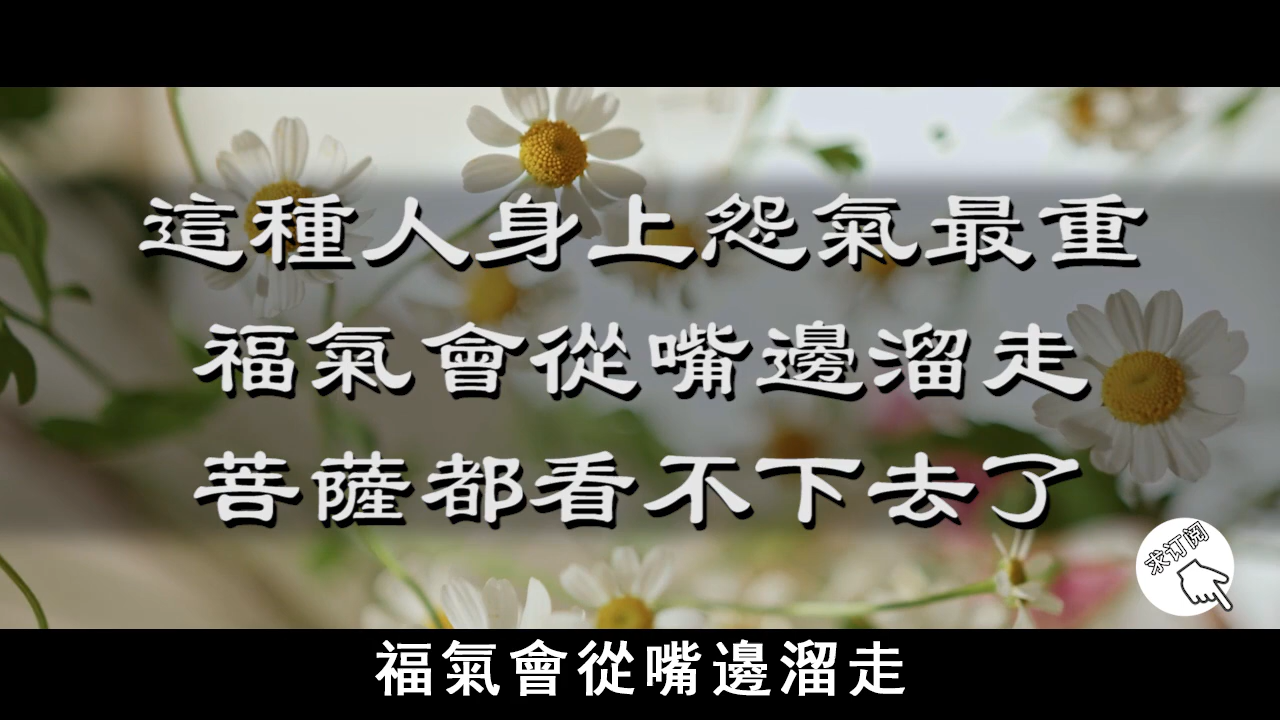 這種人身上怨氣最重
福氣會從嘴邊溜走
菩薩都看不下去了
求订阅
福氣會從嘴邊溜走